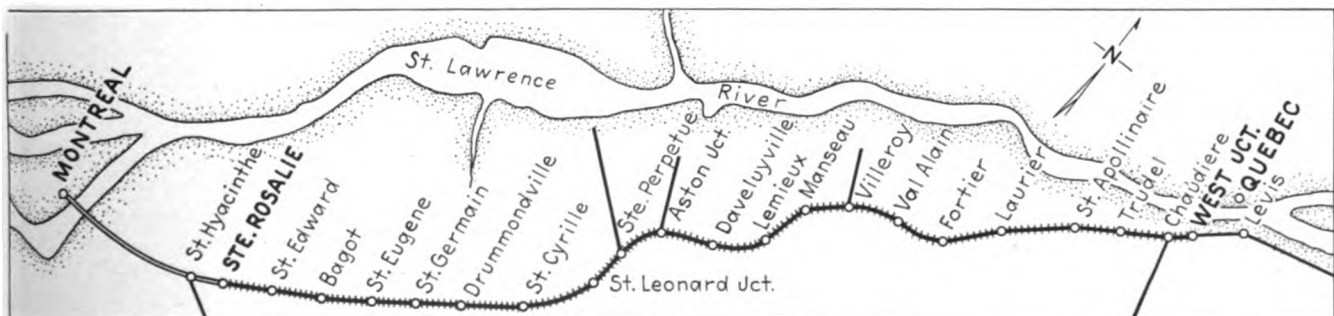 MONTREAL
St. Hyacinthe
STE. ROSALIE
St. Edward
Bagot
St. Eugene
St. Germain
Drummondville
St. Cyrille
St. Leonard Jct.
Ste. Perpetue
Aston Jct
Daveluyville
Lemieux
Manseau
Villeroy
Val Alain
Fortier
Laurier
St. Apollinaire
Trudel
Chaudiere
WEST JCT.
QUEBEC
Levis
St. Lawrence
River
N